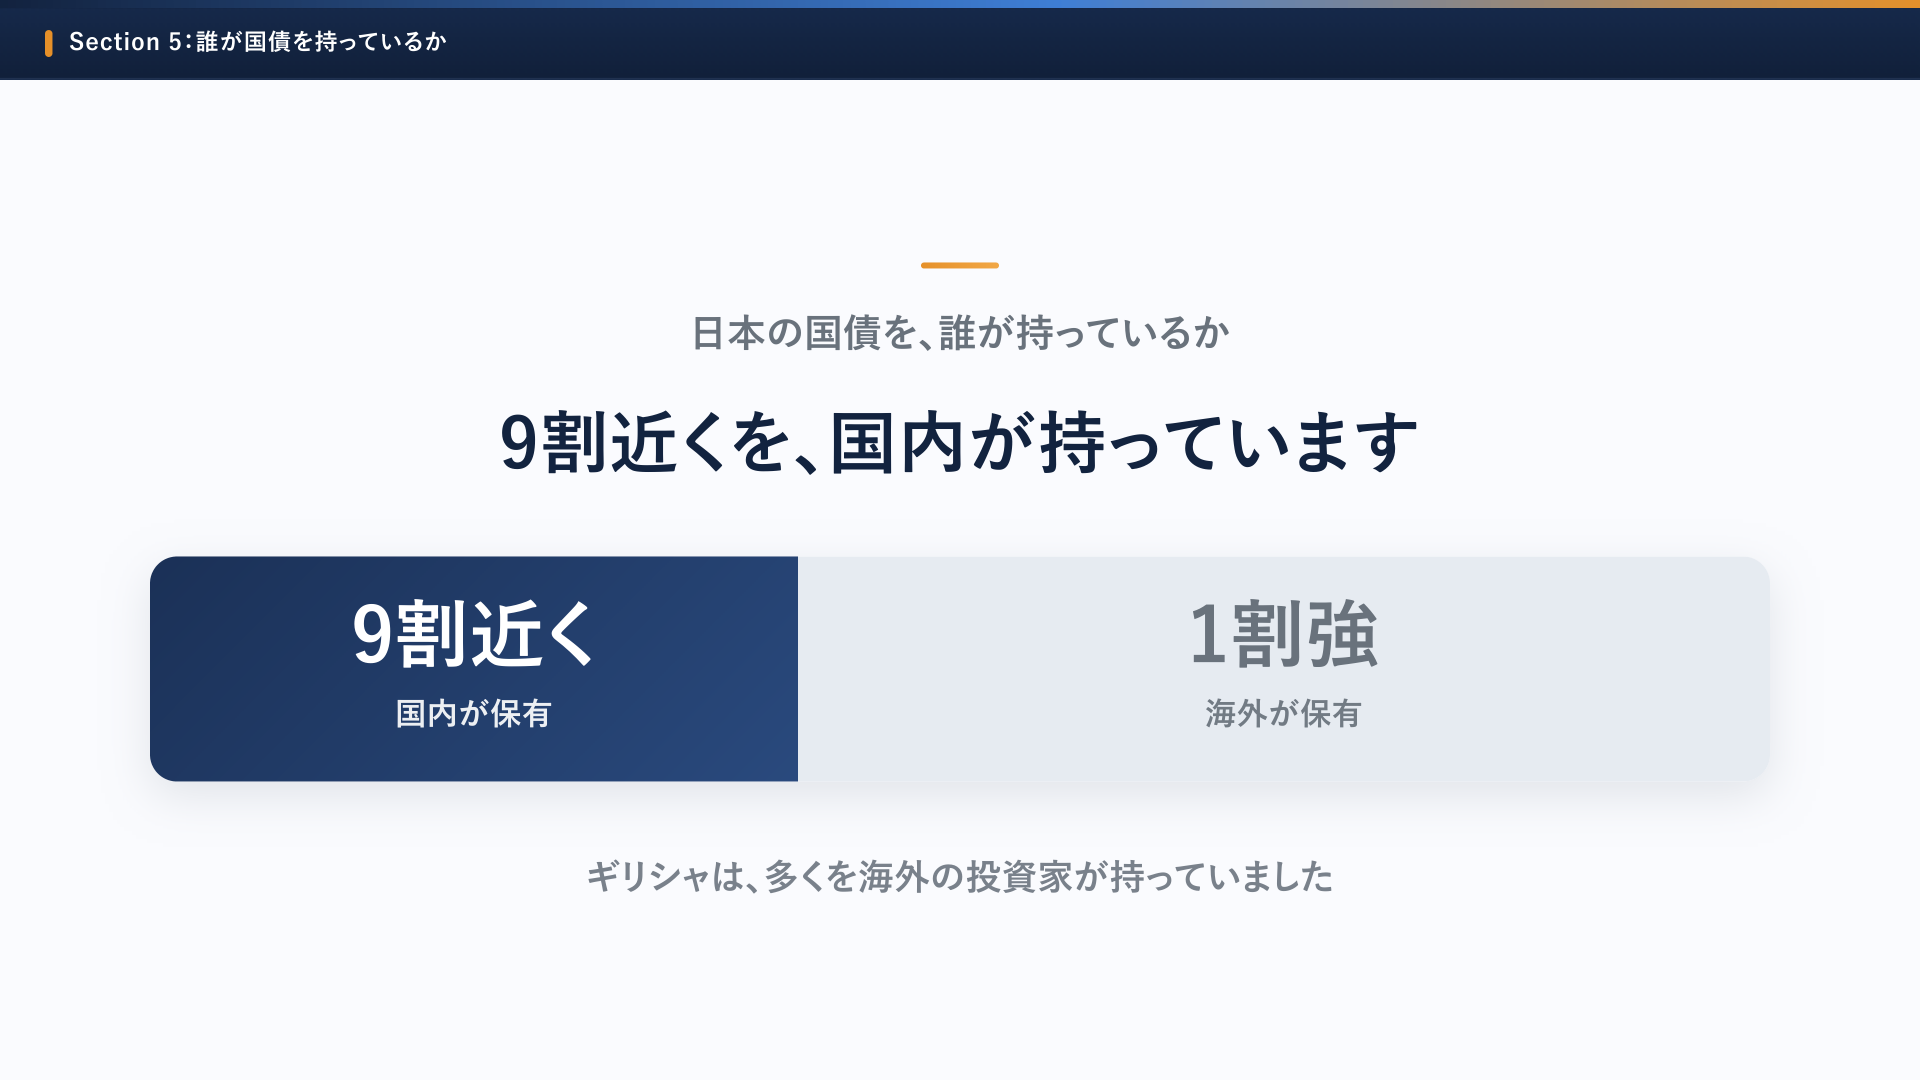 Section 5：誰が国債を持っているか
日本の国債を、誰が持っているか
9割近くを、国内が持っています
9割近く
国内が保有
1割強
海外が保有
ギリシャは、多くを海外の投資家が持っていました